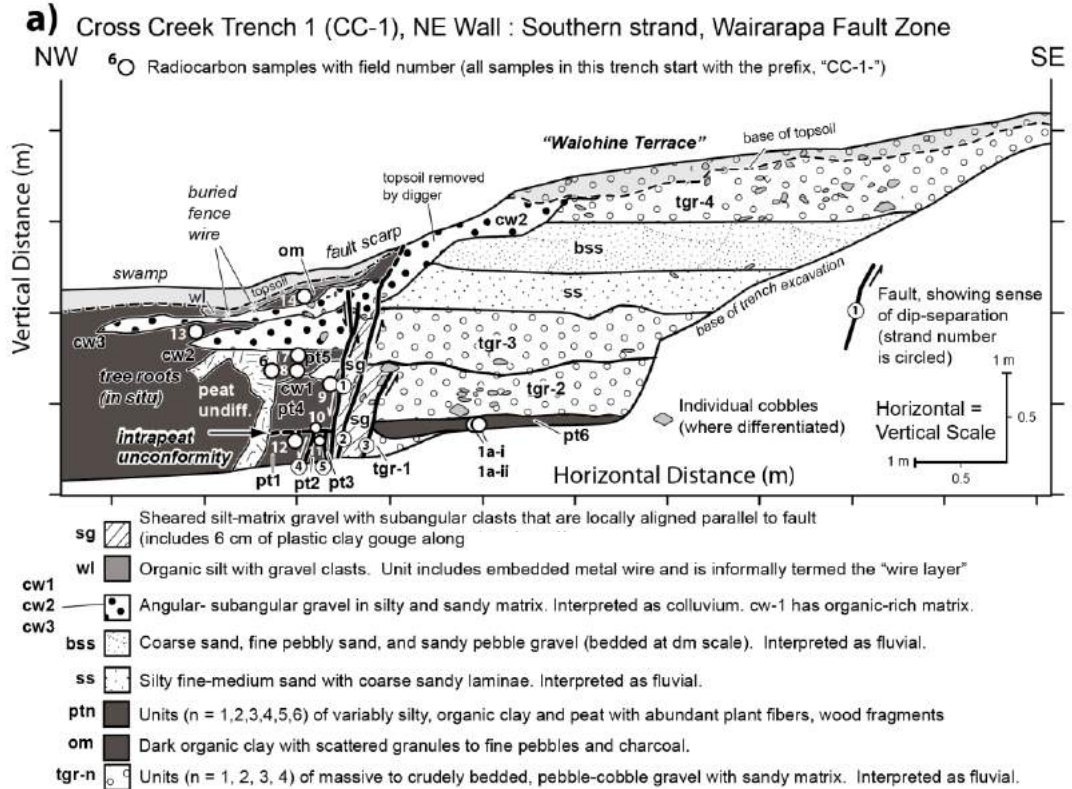 a) Cross Creek Trench 1 (CC-1), NE Wall : Southern strand, Wairarapa Fault Zone
NW
SE
6 Radiocarbon samples with field number (all samples in this trench start with the prefix, "CC-1-")
Vertical Distance (m)
"Waiohine Terrace"
base of topsoil
topsoil removed
by digger
buried
fence
wire
om
fault scarp
swamp
wl
topsoil
14
13
cw3
cw2
cw2
tgr-4
bss
ss
base of trench excavation
1
Fault, showing sense
of dip-separation
(strand number
is circled)
tree roots
(in situ)
peat
undiff.
6
7
8
pt5
cw1
pt4
9
10
11
12
sg
sg
1
2
3
4
5
tgr-3
tgr-2
intrapeat
unconformity
pt1
pt2
pt3
tgr-1
1a-i
1a-ii
pt6
Individual cobbles
(where differentiated)
1 m
0.5
Horizontal =
Vertical Scale
1 m
0.5
Horizontal Distance (m)
sg Sheared silt-matrix gravel with subangular clasts that are locally aligned parallel to fault
(includes 6 cm of plastic clay gouge along
wl Organic silt with gravel clasts. Unit includes embedded metal wire and is informally termed the "wire layer"
cw1
cw2 Angular- subangular gravel in silty and sandy matrix. Interpreted as colluvium. cw-1 has organic-rich matrix.
cw3
bss Coarse sand, fine pebbly sand, and sandy pebble gravel (bedded at dm scale). Interpreted as fluvial.
ss Silty fine-medium sand with coarse sandy laminae. Interpreted as fluvial.
ptn Units (n = 1,2,3,4,5,6) of variably silty, organic clay and peat with abundant plant fibers, wood fragments
om Dark organic clay with scattered granules to fine pebbles and charcoal.
tgr-n Units (n = 1, 2, 3, 4) of massive to crudely bedded, pebble-cobble gravel with sandy matrix. Interpreted as fluvial.